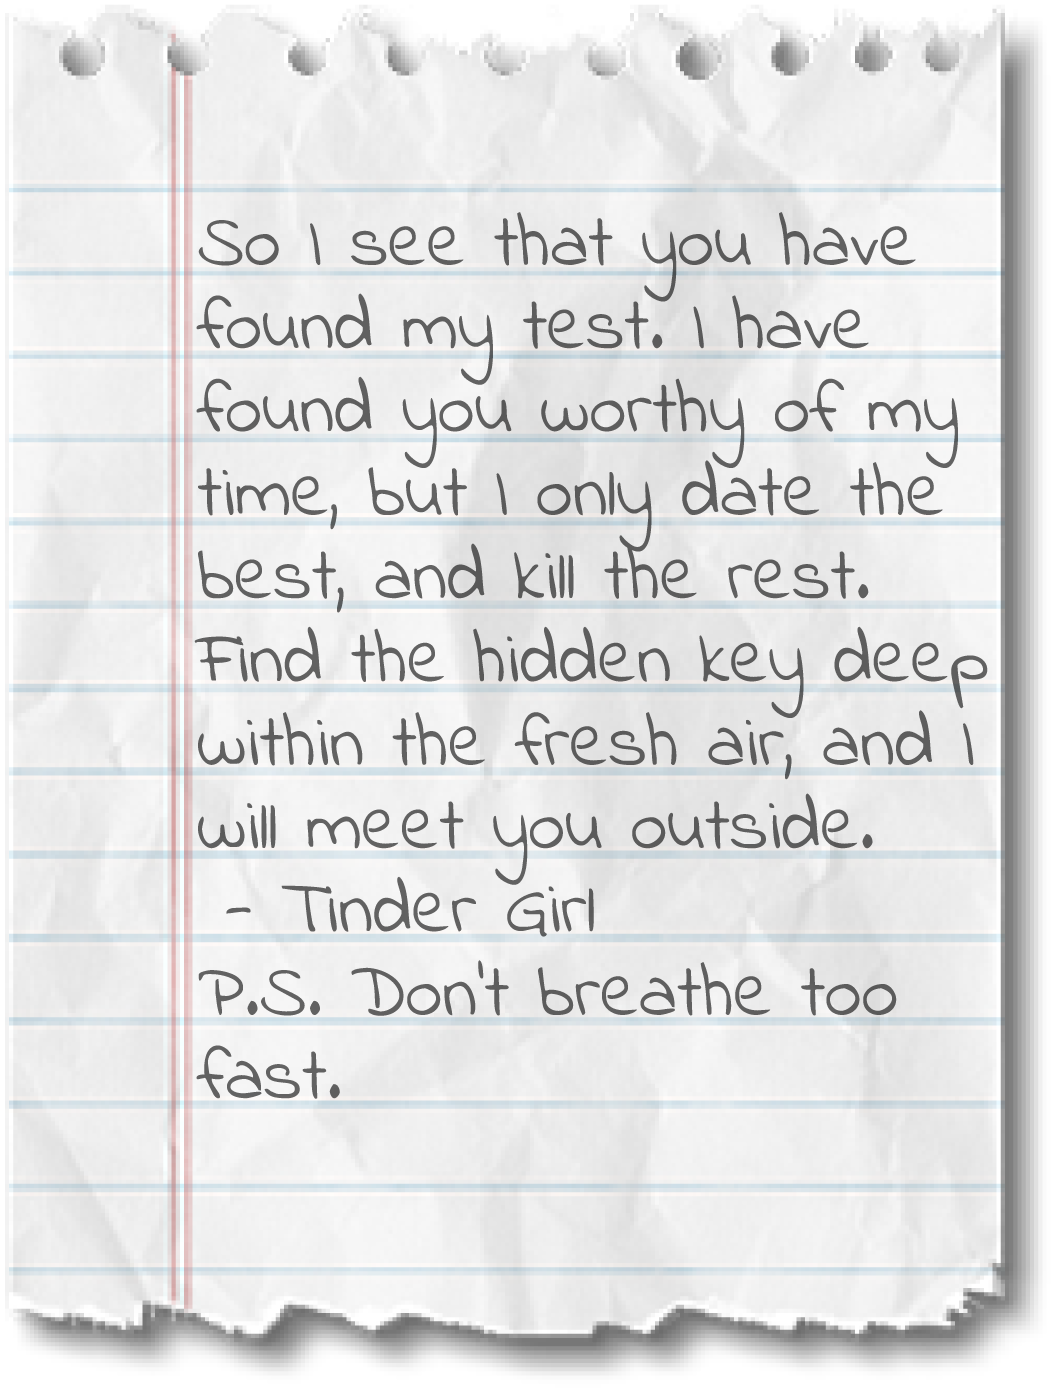 So I see that you have
found my test. I have
found you worthy of my
time, but I only date the
best, and kill the rest.
Find the hidden key deep
within the fresh air, and I
will meet you outside.
- Tinder Girl
P.S. Don't breathe too
fast.